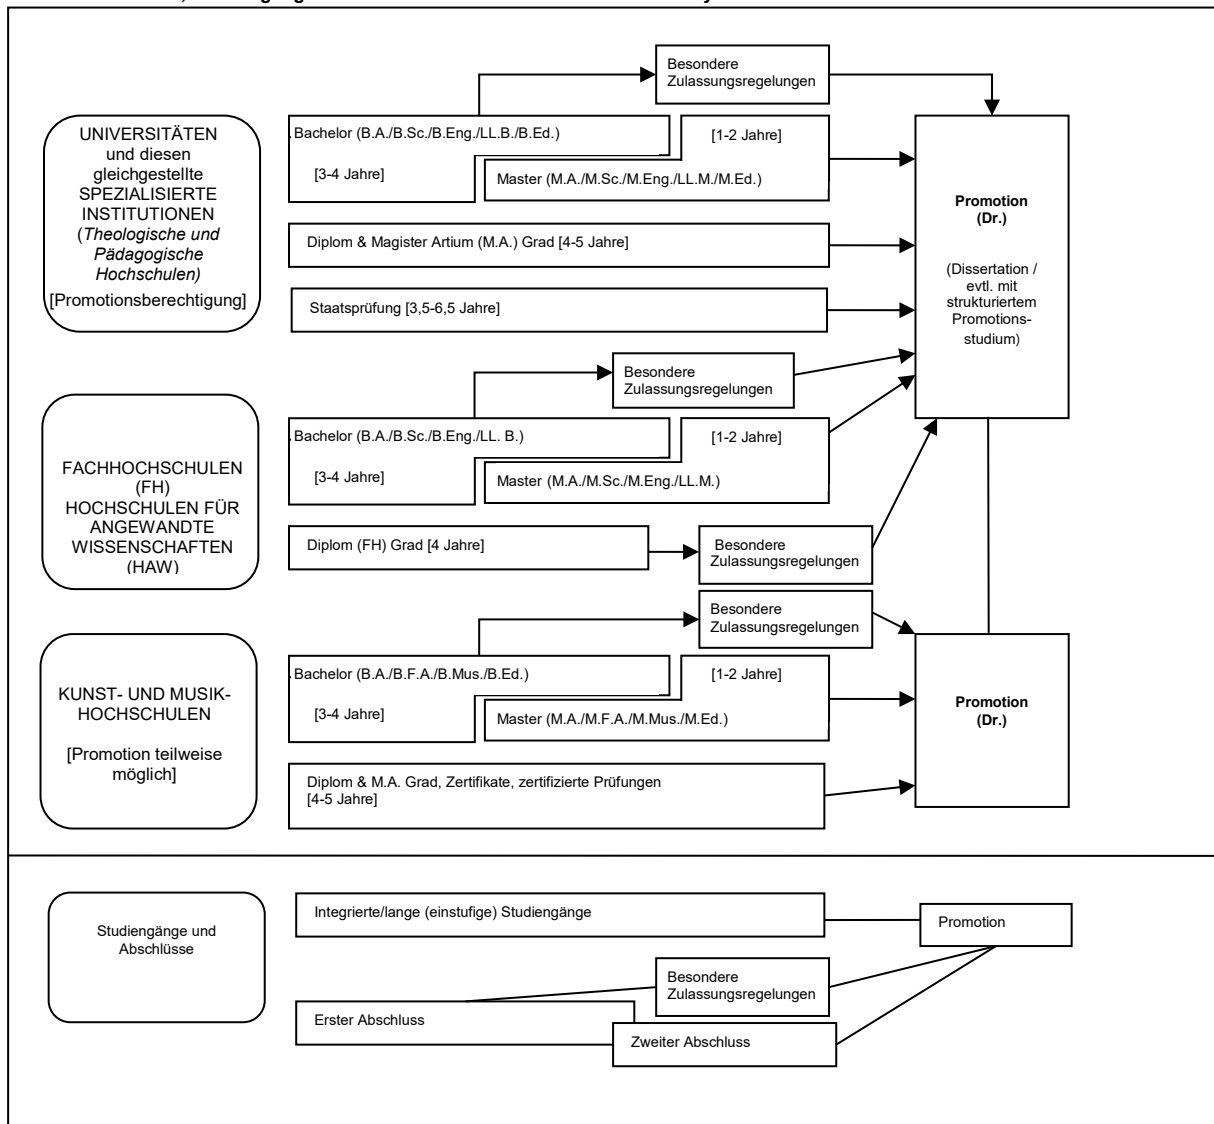 Besondere
Zulassungsregelungen
UNIVERSITÄTEN
und diesen
gleichgestellte
SPEZIALISIERTE
INSTITUTIONEN
(Theologische und
Pädagogische
Hochschulen)
[Promotionsberechtigung]
Bachelor (B.A./B.Sc./B.Eng./LL.B./B.Ed.)
[1-2 Jahre]
[3-4 Jahre]
Master (M.A./M.Sc./M.Eng./LL.M./M.Ed.)
Diplom & Magister Artium (M.A.) Grad [4-5 Jahre]
Staatsprüfung [3,5-6,5 Jahre]
Promotion
(Dr.)
(Dissertation /
evtl. mit
strukturiertem
Promotions-
studium)
Besondere
Zulassungsregelungen
FACHHOCHSCHULEN
(FH)
HOCHSCHULEN FÜR
ANGEWANDTE
WISSENSCHAFTEN
(HAW)
Bachelor (B.A./B.Sc./B.Eng./LL. B.)
[1-2 Jahre]
[3-4 Jahre]
Master (M.A./M.Sc./M.Eng./LL.M.)
Diplom (FH) Grad [4 Jahre]
Besondere
Zulassungsregelungen
Besondere
Zulassungsregelungen
KUNST- UND MUSIK-
HOCHSCHULEN
[Promotion teilweise
möglich]
Bachelor (B.A./B.F.A./B.Mus./B.Ed.)
[1-2 Jahre]
[3-4 Jahre]
Master (M.A./M.F.A./M.Mus./M.Ed.)
Diplom & M.A. Grad, Zertifikate, zertifizierte Prüfungen
[4-5 Jahre]
Promotion
(Dr.)
Studiengänge und
Abschlüsse
Integrierte/lange (einstufige) Studiengänge
Promotion
Besondere
Zulassungsregelungen
Erster Abschluss
Zweiter Abschluss